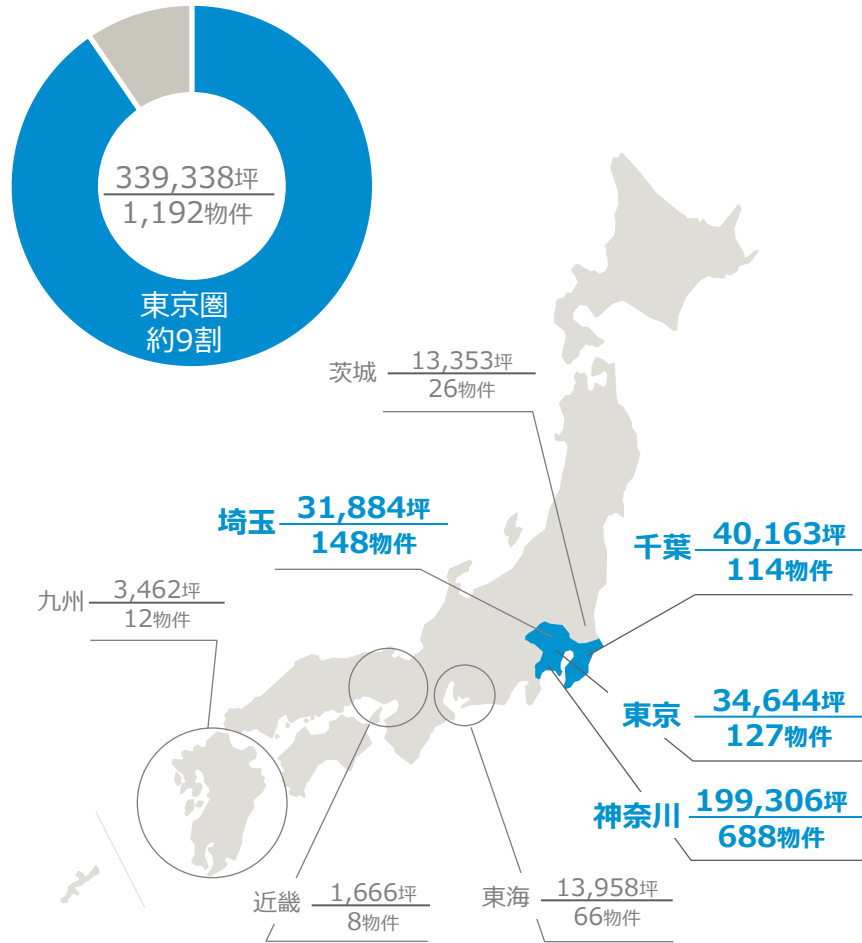 339,338坪
1,192物件
東京圏
約9割
茨城
13,353坪
26物件
埼玉
31,884坪
148物件
千葉
40,163坪
114物件
九州
3,462坪
12物件
東京
34,644坪
127物件
神奈川
199,306坪
688物件
近畿
1,666坪
8物件
東海
13,958坪
66物件